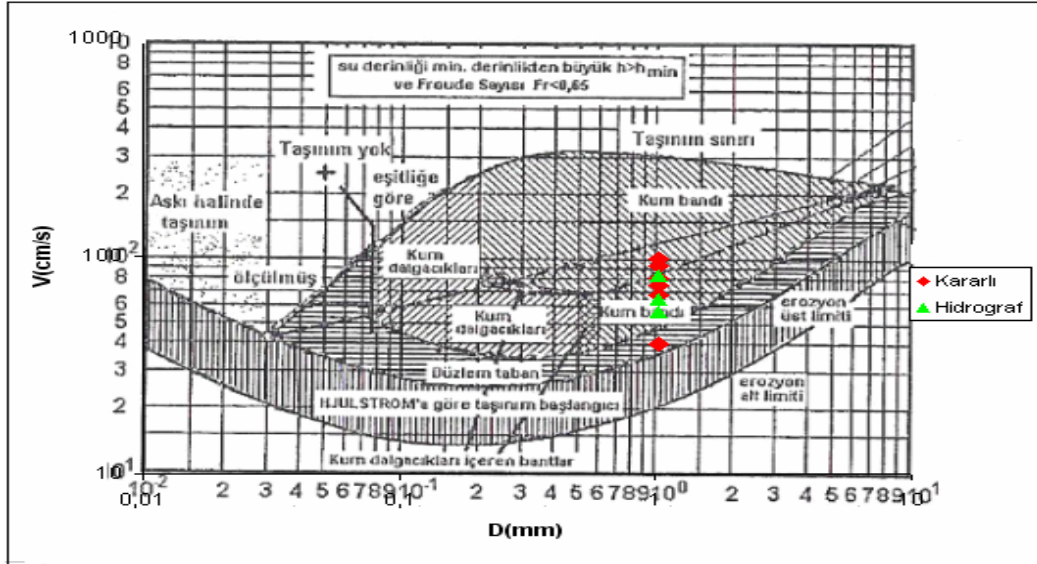 su derinliği min. derinlikten büyük h>hmin
ve Froude Sayısı Fr<0,65
Taşınım yok
eşitliğe
göre
Taşınım sınırı
Askı halinde
taşınım
Kum bandı
ölçülmüş
Kum
dalgacıkları
Kum
dalgacıkları
Kum bandı
erozyon
üst limiti
Düzlem taban
erozyon
alt limiti
HJULSTROM'a göre taşınım başlangıcı
Kum dalgacıkları içeren bantlar
V(cm/s)
1000
9
8
6
5
4
3
2
100
8
6
5
4
3
2
10
0,01
2 3 4 5 6 7 8 9
0,1
2 3 4 5 6 7 8 9
2 3 4 5 6 7 8 9
D(mm)
Kararlı
Hidrograf